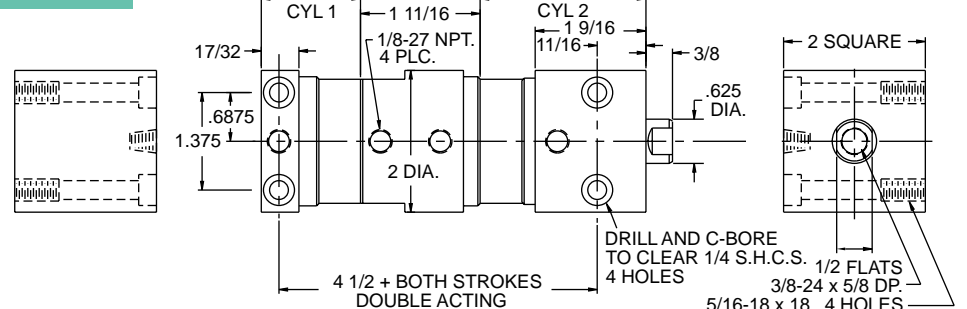 CYL 1
1 11/16
CYL 2
1 9/16
17/32
1/8-27 NPT.
4 PLC.
11/16
3/8
2 SQUARE
.625
DIA.
.6875
1.375
2 DIA.
DRILL AND C-BORE
TO CLEAR 1/4 S.H.C.S.
4 HOLES
4 1/2 + BOTH STROKES
DOUBLE ACTING
1/2 FLATS
3/8-24 x 5/8 DP.
5/16-18 x 18 4 HOLES